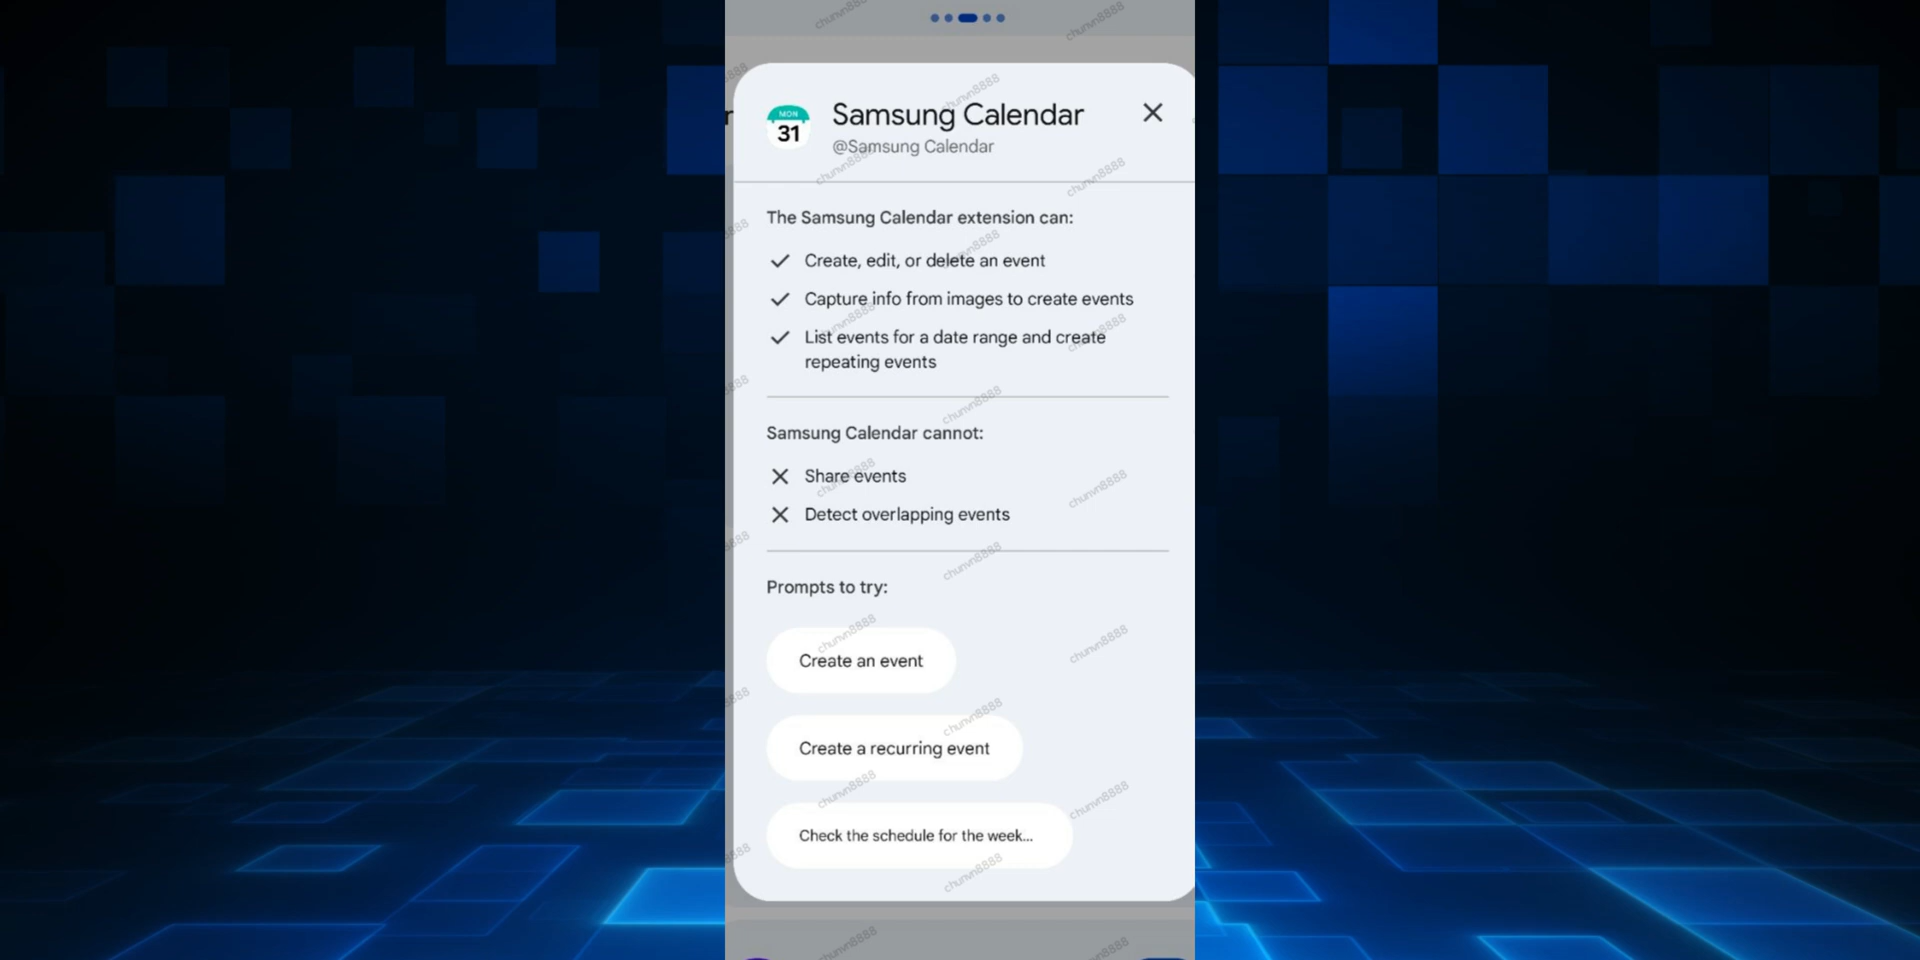 MON
31
Samsung Calendar
@Samsung Calendar
The Samsung Calendar extension can:
Create, edit, or delete an event
Capture info from images to create events
List events for a date range and create
repeating events
Samsung Calendar cannot:
Share events
Detect overlapping events
Prompts to try:
Create an event
Create a recurring event
Check the schedule for the week...
chunvn8888